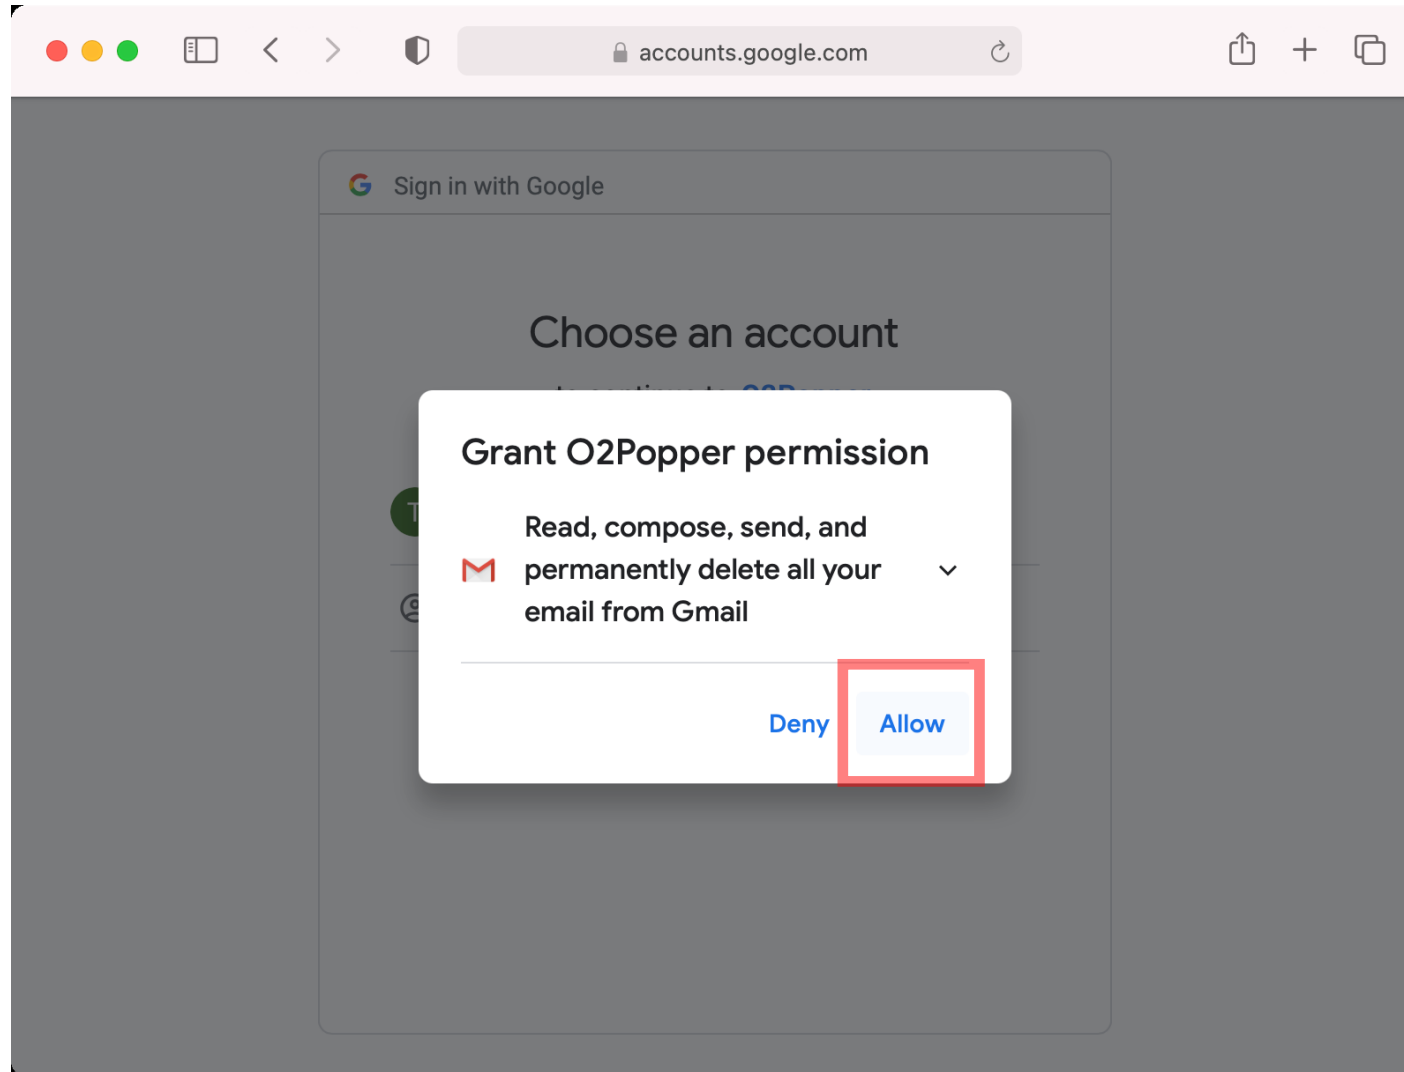 accounts.google.com
Sign in with Google
Choose an account
Grant O2Popper permission
Read, compose, send, and
permanently delete all your
email from Gmail
Deny
Allow